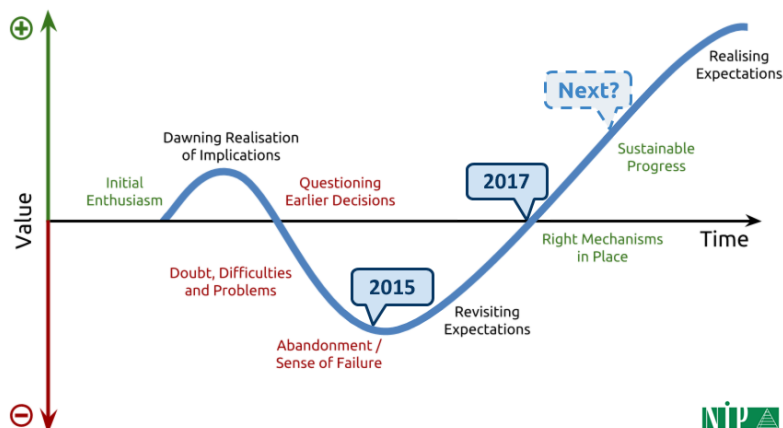 +
Realising
Expectations
Next?
Dawning Realisation
of Implications
Sustainable
Progress
Initial
Enthusiasm
Questioning
Earlier Decisions
2017
Value
Time
Right Mechanisms
in Place
Doubt, Difficulties
and Problems
2015
Revisiting
Expectations
Abandonment /
Sense of Failure
−
NİP